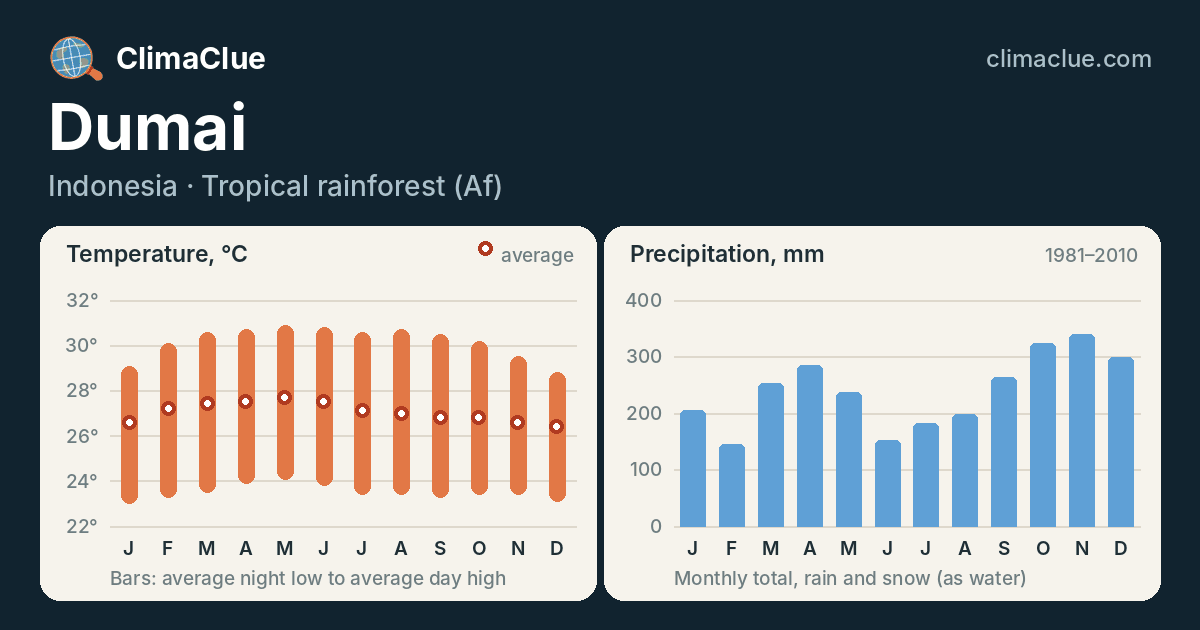 ClimaClue
climaclue.com
Dumai
Indonesia · Tropical rainforest (Af)
Temperature, °C
average
32°
30°
28°
26°
24°
22°
J F M A M J J A S O N D
Bars: average night low to average day high
Precipitation, mm
1981–2010
400
300
200
100
0
J F M A M J J A S O N D
Monthly total, rain and snow (as water)